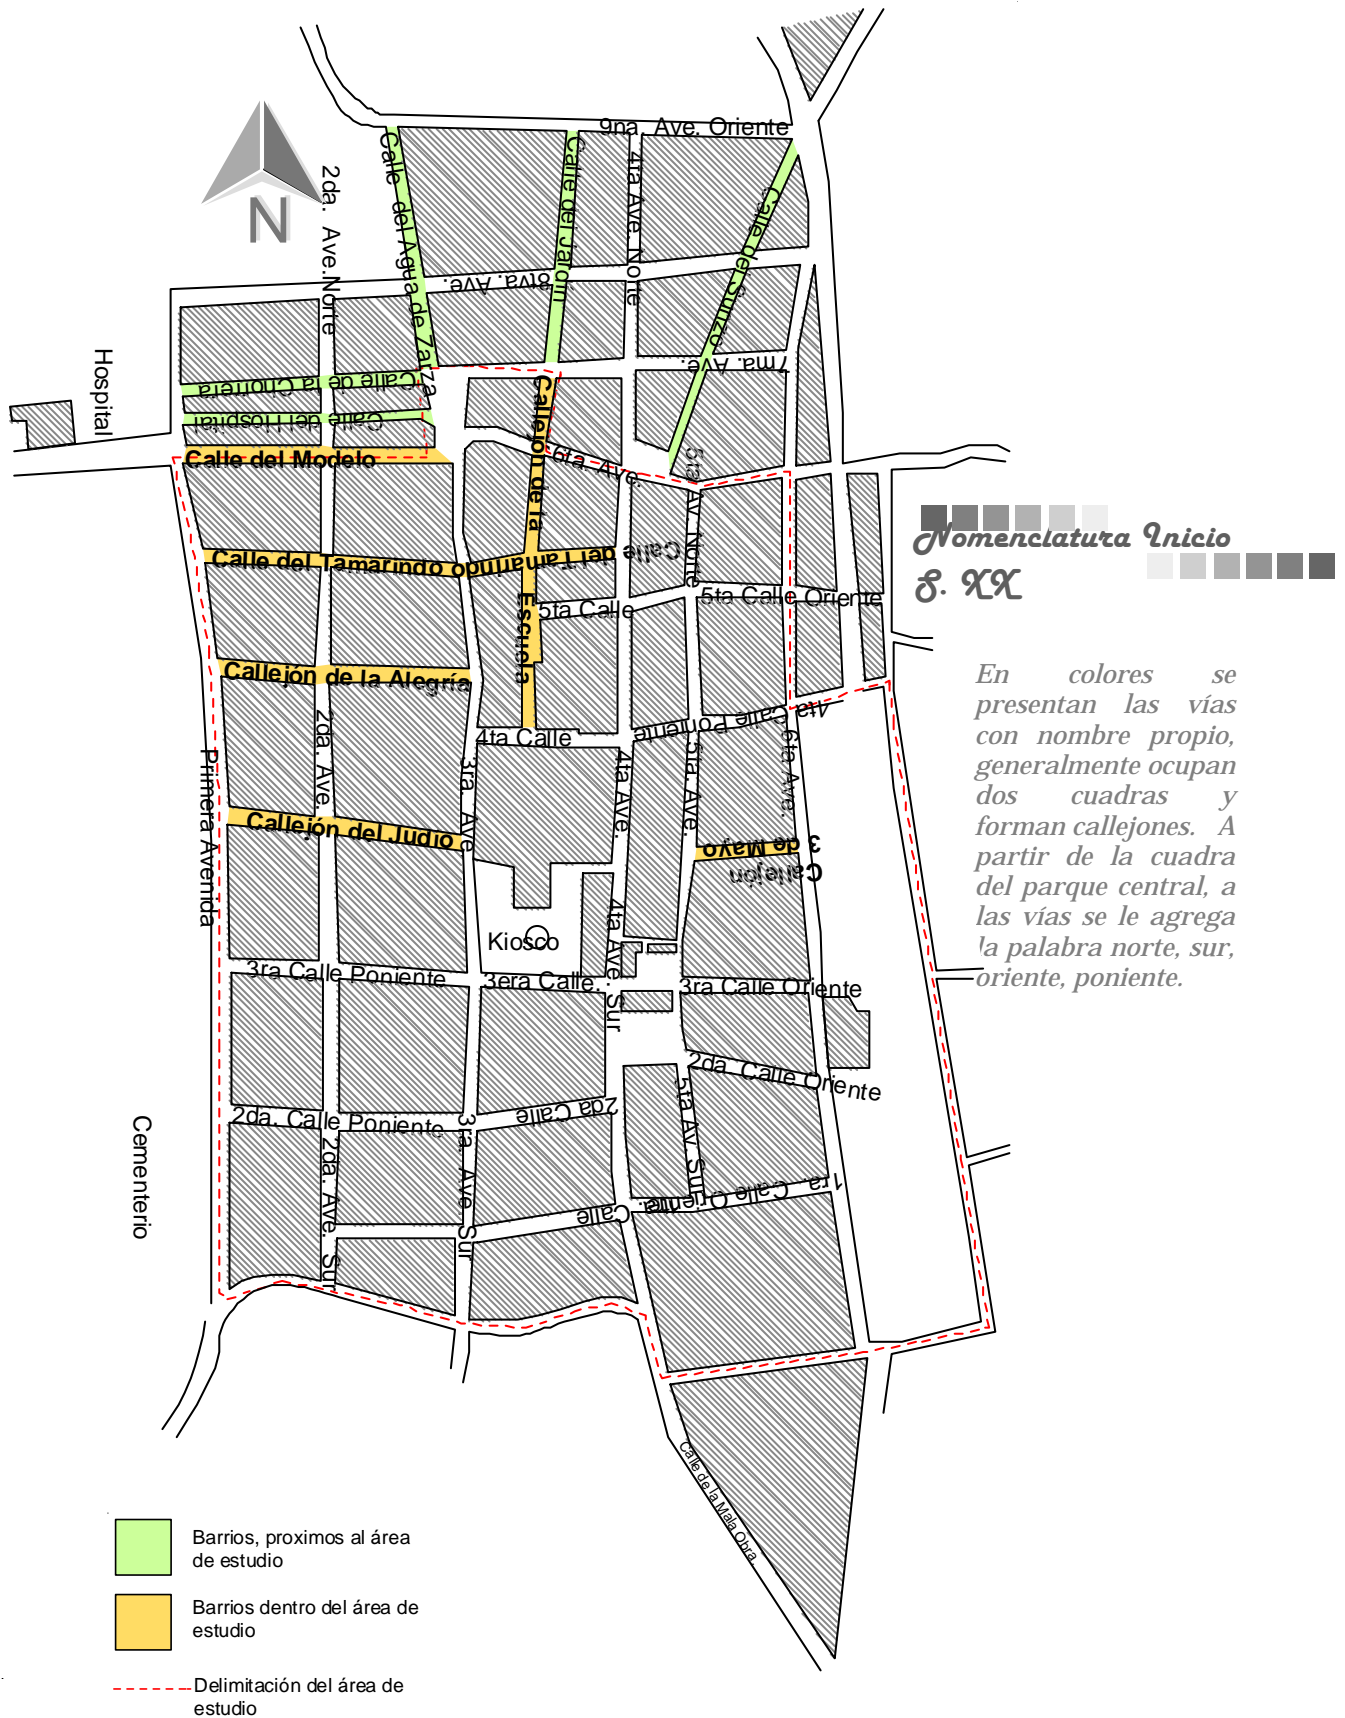 9na. Ave. Oriente
Calle del Agua de Zarza
Calle del Jardín
4ta Ave. Norte
Calle del Sunzo
2da. Ave.Norte
N
8tva. Ave.
7ma. Ave.
Hospital
Calle de la Chorrera
Calle del Hospital
Calle del Modelo
Callejón de la
Escuela
6ta. Ave.
5ta Av. Norte
Calle del Tamarindo
Calle del Tamarindo
5ta Calle
5ta Calle Oriente
Nomenclatura Inicio
S. XX
En colores se
presentan las vías
con nombre propio,
generalmente ocupan
dos cuadras y
forman callejones. A
partir de la cuadra
del parque central, a
las vías se le agrega
la palabra norte, sur,
oriente, poniente.
Callejón de la Alegría
4ta Calle
4ta Calle Poniente
Primera Avenida
2da. Ave.
3ra. Ave
4ta Ave.
5ta. Ave.
6ta Ave.
Callejón del Judio
Callejón
3 de Mayo
Kiosco
4ta Ave. Sur
3ra Calle Poniente
3era Calle.
3ra Calle Oriente
2da. Calle Oriente
5ta Av. Sur
Cementerio
2da. Calle Poniente
2da Calle
2da. Ave. Sur
3ra. Ave Sur
1ra. Calle Oriente
Calle
Calle de la Mala Obra.
Barrios, proximos al área
de estudio
Barrios dentro del área de
estudio
Delimitación del área de
estudio